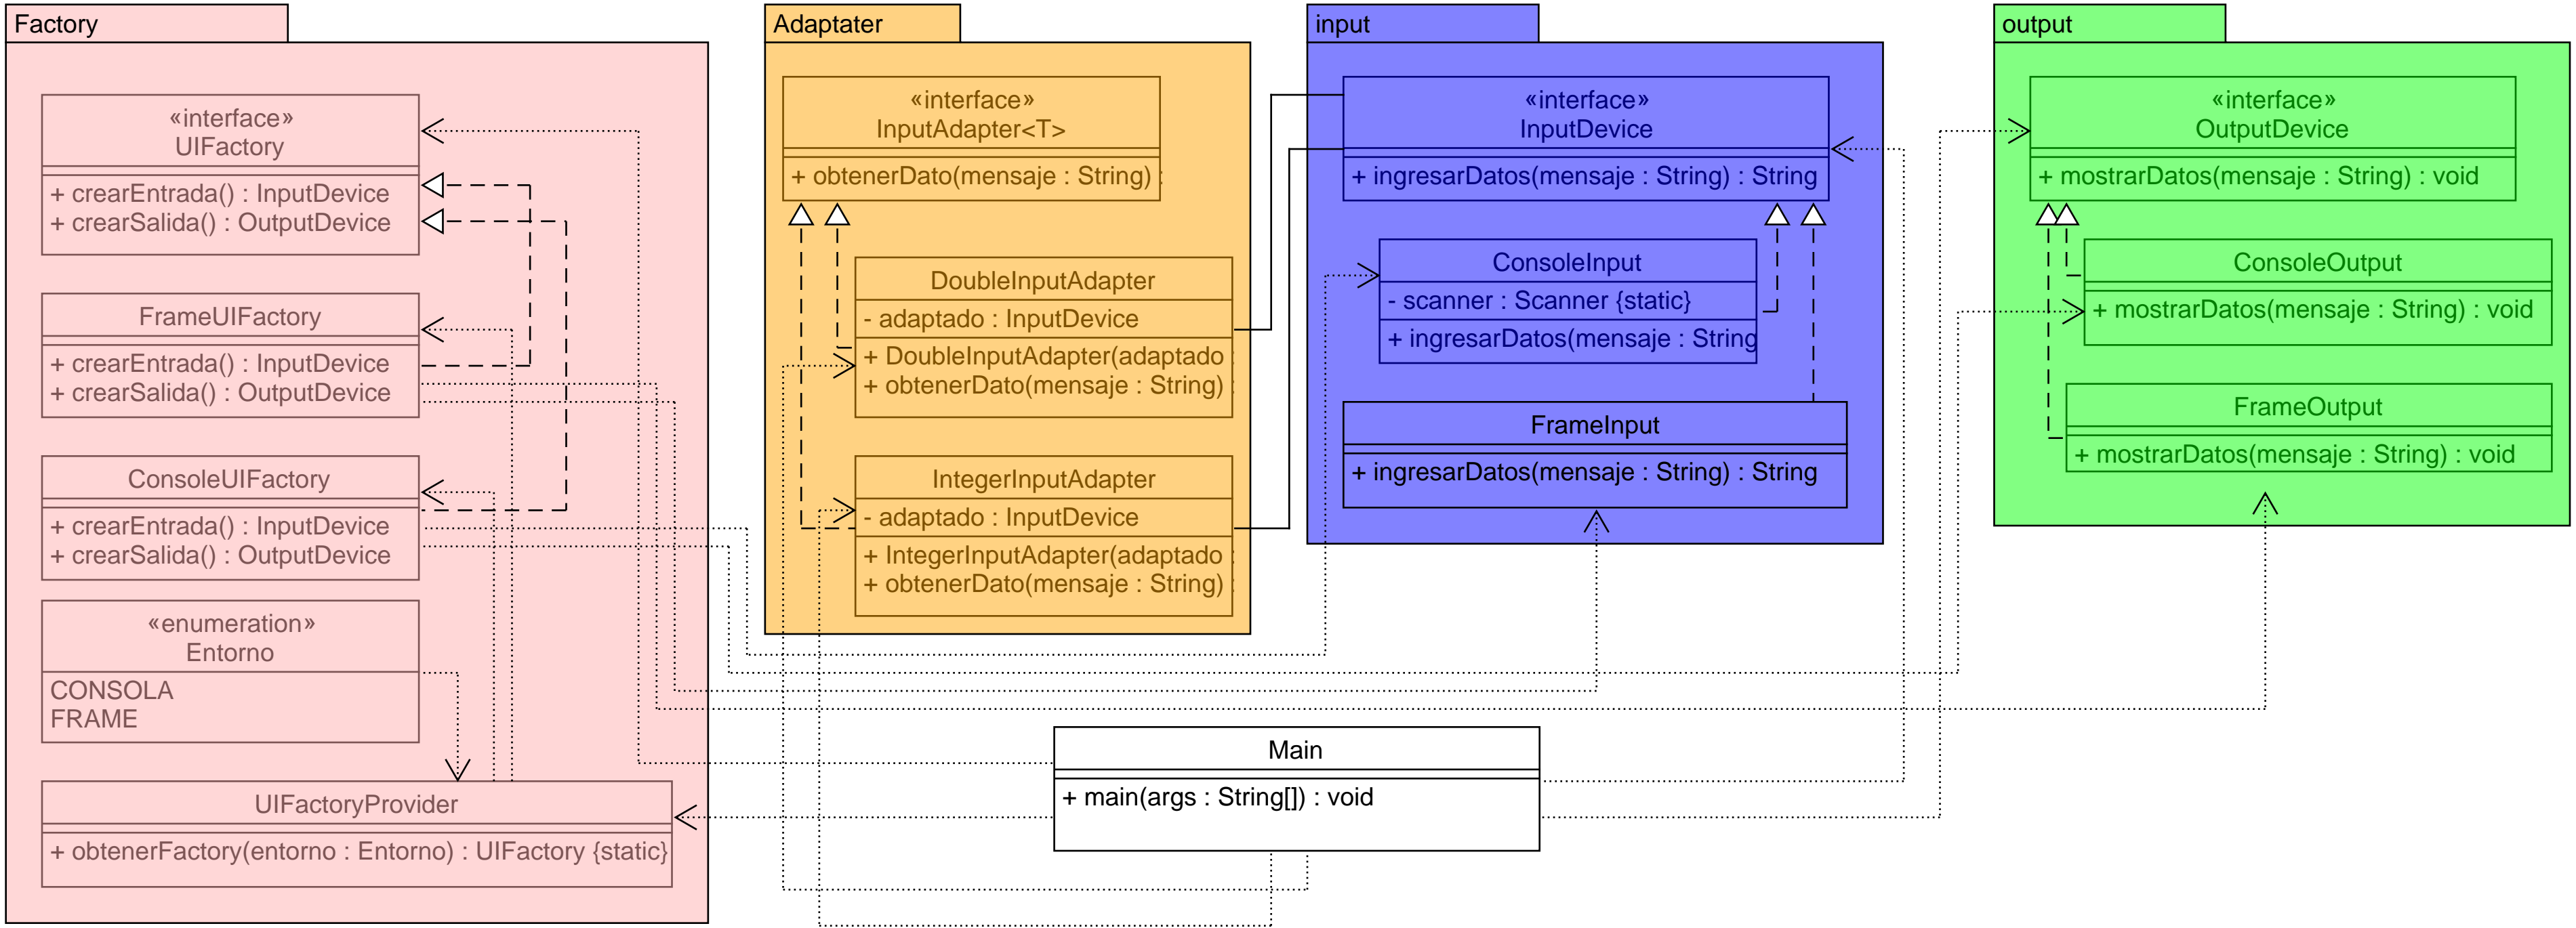 Factory
«interface»
UIFactory
+ crearEntrada() : InputDevice
+ crearSalida() : OutputDevice
FrameUIFactory
+ crearEntrada() : InputDevice
+ crearSalida() : OutputDevice
ConsoleUIFactory
+ crearEntrada() : InputDevice
+ crearSalida() : OutputDevice
«enumeration»
Entorno
CONSOLA
FRAME
UIFactoryProvider
+ obtenerFactory(entorno : Entorno) : UIFactory {static}
Adaptater
«interface»
InputAdapter<T>
+ obtenerDato(mensaje : String) :
DoubleInputAdapter
- adaptado : InputDevice
+ DoubleInputAdapter(adaptado :
+ obtenerDato(mensaje : String) :
IntegerInputAdapter
- adaptado : InputDevice
+ IntegerInputAdapter(adaptado :
+ obtenerDato(mensaje : String) :
input
«interface»
InputDevice
+ ingresarDatos(mensaje : String) : String
ConsoleInput
- scanner : Scanner {static}
+ ingresarDatos(mensaje : String
FrameInput
+ ingresarDatos(mensaje : String) : String
output
«interface»
OutputDevice
+ mostrarDatos(mensaje : String) : void
ConsoleOutput
+ mostrarDatos(mensaje : String) : void
FrameOutput
+ mostrarDatos(mensaje : String) : void
Main
+ main(args : String[]) : void